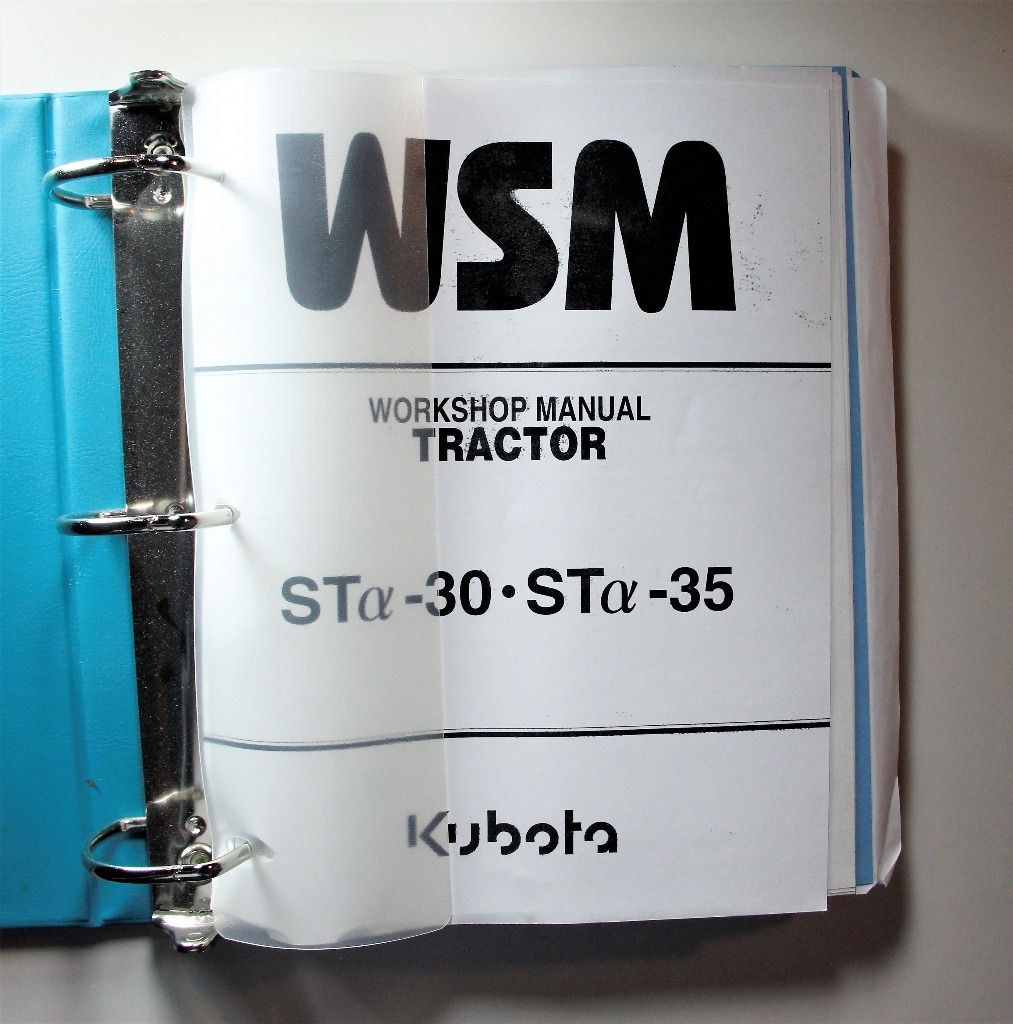 WSM
WORKSHOP MANUAL
TRACTOR
STα-30·STα-35
Kubota